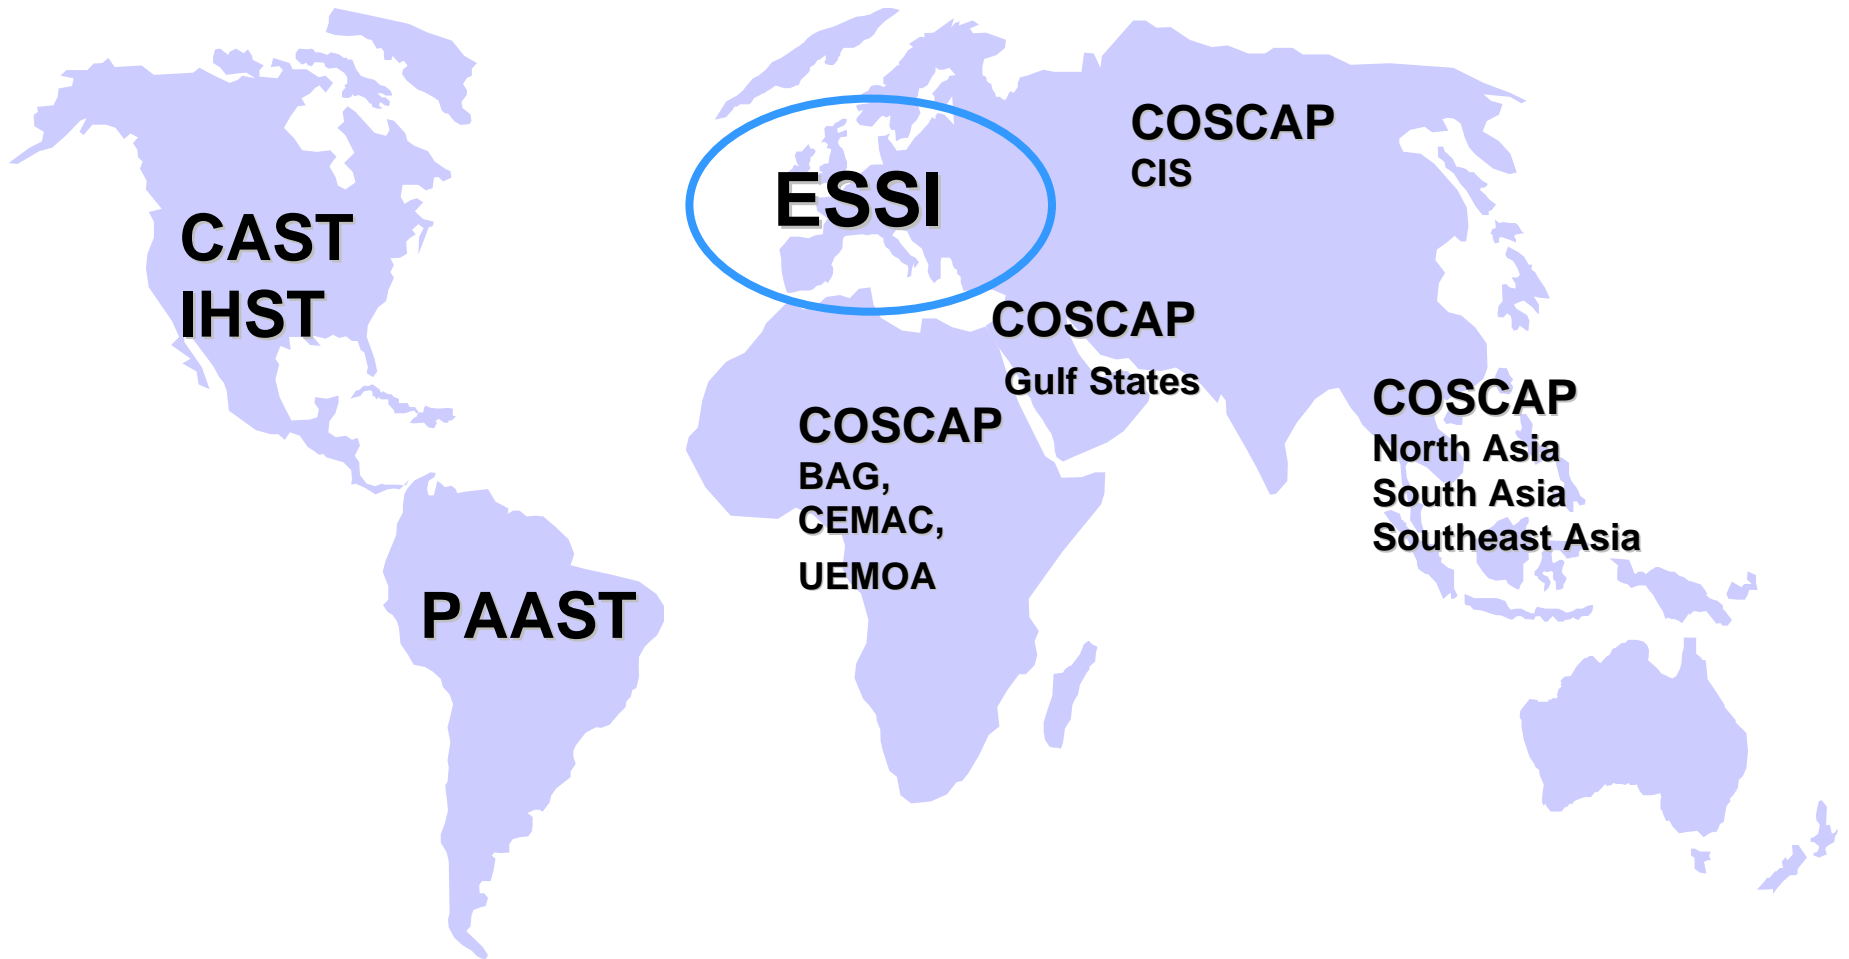 CAST
IHST
PAAST
ESSI
COSCAP
CIS
COSCAP
Gulf States
COSCAP
BAG,
CEMAC,
UEMOA
COSCAP
North Asia
South Asia
Southeast Asia